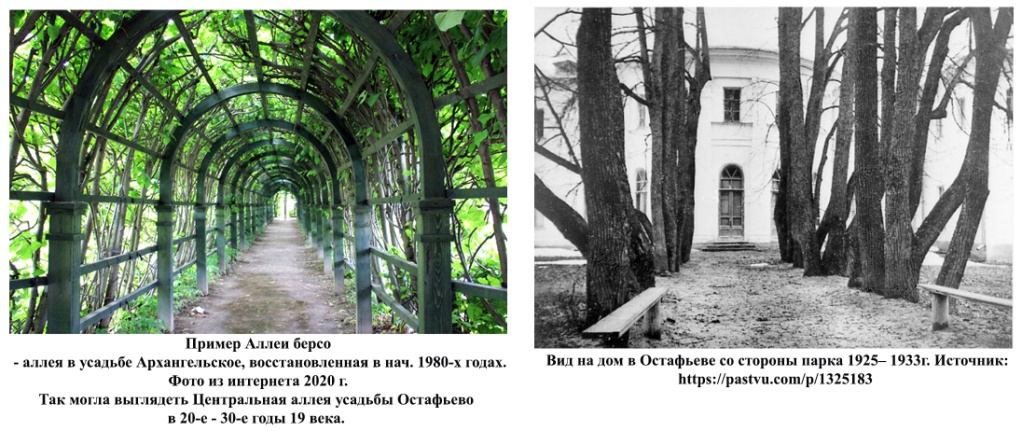 Пример Аллеи берсо
- аллея в усадьбе Архангельское, восстановленная в нач. 1980-х годах.
Фото из интернета 2020 г.
Так могла выглядеть Центральная аллея усадьбы Остафьево
в 20-е - 30-е годы 19 века.
Вид на дом в Остафьеве со стороны парка 1925– 1933г. Источник:
https://pastvu.com/p/1325183